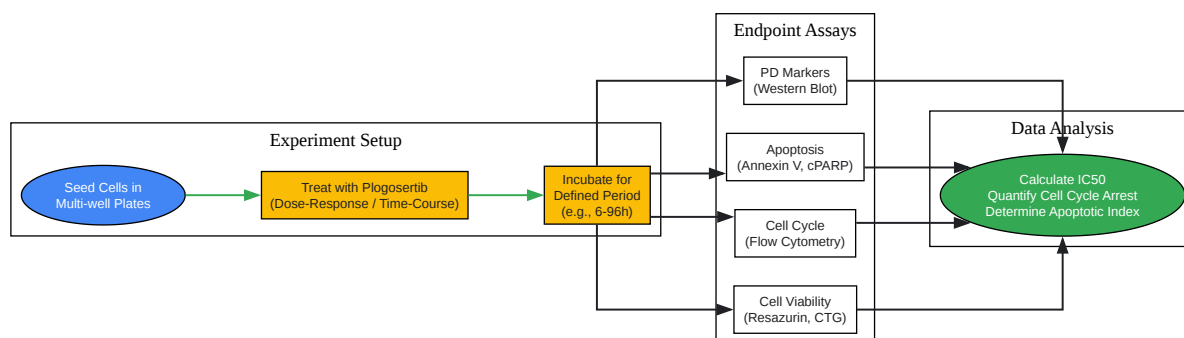 Experiment Setup
Seed Cells in
Multi-well Plates
Treat with Plogosertib
(Dose-Response / Time-Course)
Incubate for
Defined Period
(e.g., 6-96h)
Endpoint Assays
PD Markers
(Western Blot)
Apoptosis
(Annexin V, cPARP)
Cell Cycle
(Flow Cytometry)
Cell Viability
(Resazurin, CTG)
Data Analysis
Calculate IC50
Quantify Cell Cycle Arrest
Determine Apoptotic Index